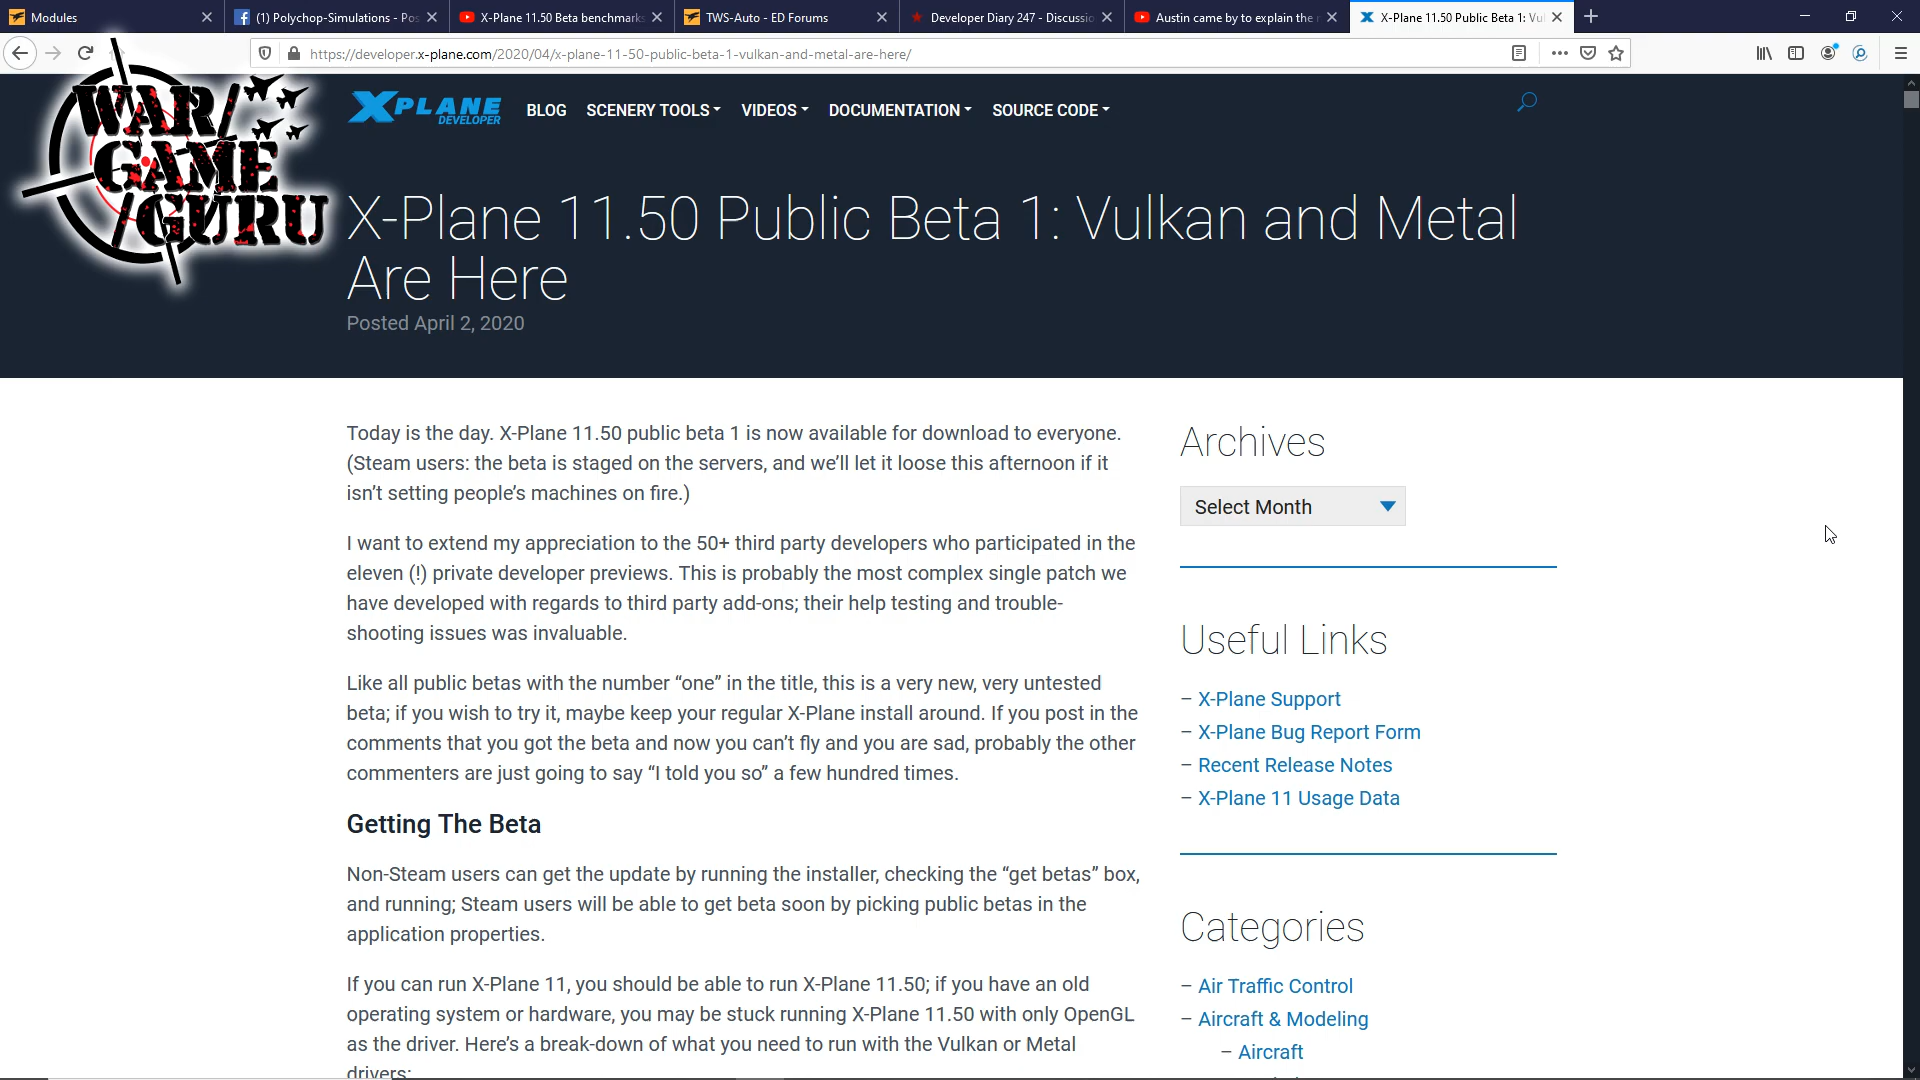 Modules
(1) Polychop-Simulations - Pos
X-Plane 11.50 Beta benchmarks
TWS-Auto - ED Forums
Developer Diary 247 - Discussio
Austin came by to explain the
X-Plane 11.50 Public Beta 1: Vul
https://developer.x-plane.com/2020/04/x-plane-11-50-public-beta-1-vulkan-and-metal-are-here/
WAR/
GAME
/GURU
XPLANE
DEVELOPER
BLOG SCENERY TOOLS VIDEOS DOCUMENTATION SOURCE CODE
X-Plane 11.50 Public Beta 1: Vulkan and Metal
Are Here
Posted April 2, 2020
Today is the day. X-Plane 11.50 public beta 1 is now available for download to everyone.
(Steam users: the beta is staged on the servers, and we’ll let it loose this afternoon if it
isn’t setting people’s machines on fire.)
I want to extend my appreciation to the 50+ third party developers who participated in the
eleven (!) private developer previews. This is probably the most complex single patch we
have developed with regards to third party add-ons; their help testing and trouble-
shooting issues was invaluable.
Like all public betas with the number “one” in the title, this is a very new, very untested
beta; if you wish to try it, maybe keep your regular X-Plane install around. If you post in the
comments that you got the beta and now you can’t fly and you are sad, probably the other
commenters are just going to say “I told you so” a few hundred times.
Getting The Beta
Non-Steam users can get the update by running the installer, checking the “get betas” box,
and running; Steam users will be able to get beta soon by picking public betas in the
application properties.
If you can run X-Plane 11, you should be able to run X-Plane 11.50; if you have an old
operating system or hardware, you may be stuck running X-Plane 11.50 with only OpenGL
as the driver. Here’s a break-down of what you need to run with the Vulkan or Metal
drivers:
Archives
Select Month
Useful Links
– X-Plane Support
– X-Plane Bug Report Form
– Recent Release Notes
– X-Plane 11 Usage Data
Categories
– Air Traffic Control
– Aircraft & Modeling
– Aircraft